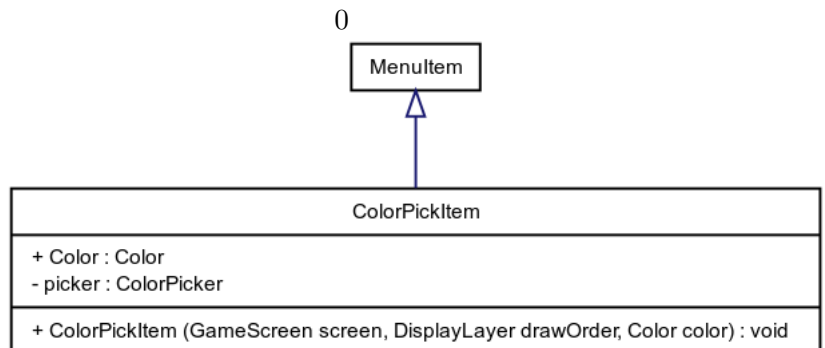 0
MenuItem
ColorPickItem
+ Color : Color
- picker : ColorPicker
+ ColorPickItem (GameScreen screen, DisplayLayer drawOrder, Color color) : void